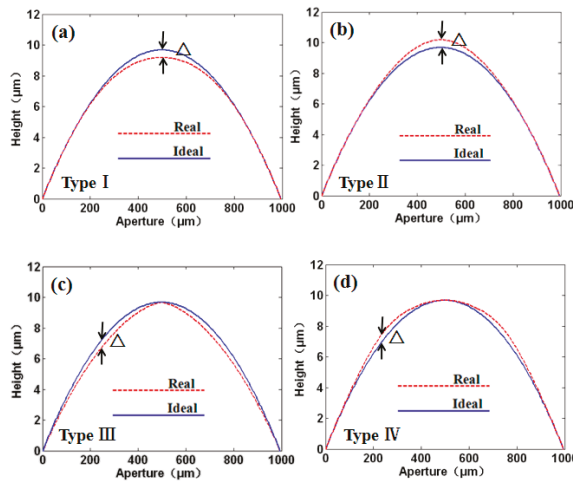 (a)
△
Real
Ideal
Type Ⅰ
Height (μm)
0 2 4 6 8 10 12
0 200 400 600 800 1000
Aperture (μm)
(b)
△
Real
Ideal
Type Ⅱ
Height (μm)
0 2 4 6 8 10 12
0 200 400 600 800 1000
Aperture (μm)
(c)
△
Real
Ideal
Type Ⅲ
Height (μm)
0 2 4 6 8 10 12
0 200 400 600 800 1000
Aperture (μm)
(d)
△
Real
Ideal
Type Ⅳ
Height (μm)
0 2 4 6 8 10 12
0 200 400 600 800 1000
Aperture (μm)